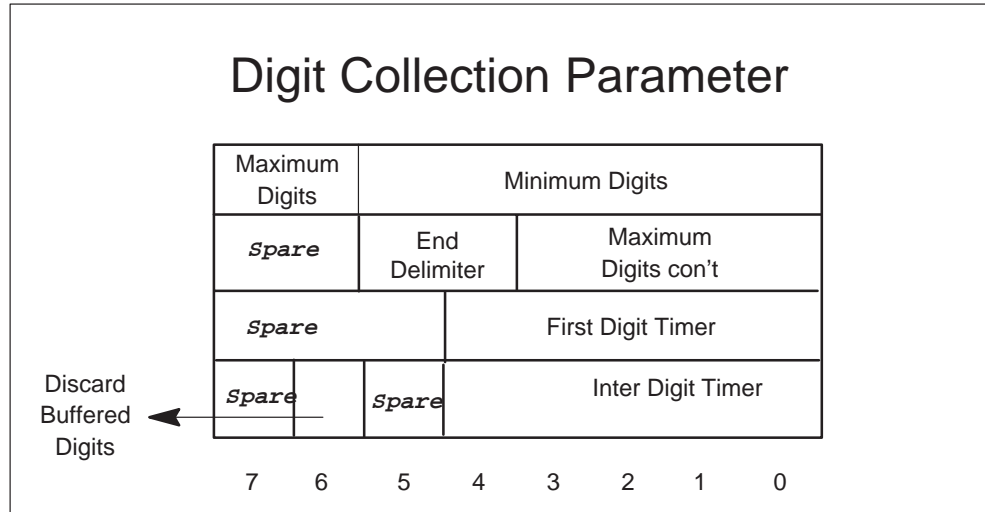 Digit Collection Parameter
Maximum
Digits
Minimum Digits
Spare
End
Delimiter
Maximum
Digits con't
Spare
First Digit Timer
Discard
Buffered
Digits
Spare
Spare
Inter Digit Timer
7 6 5 4 3 2 1 0